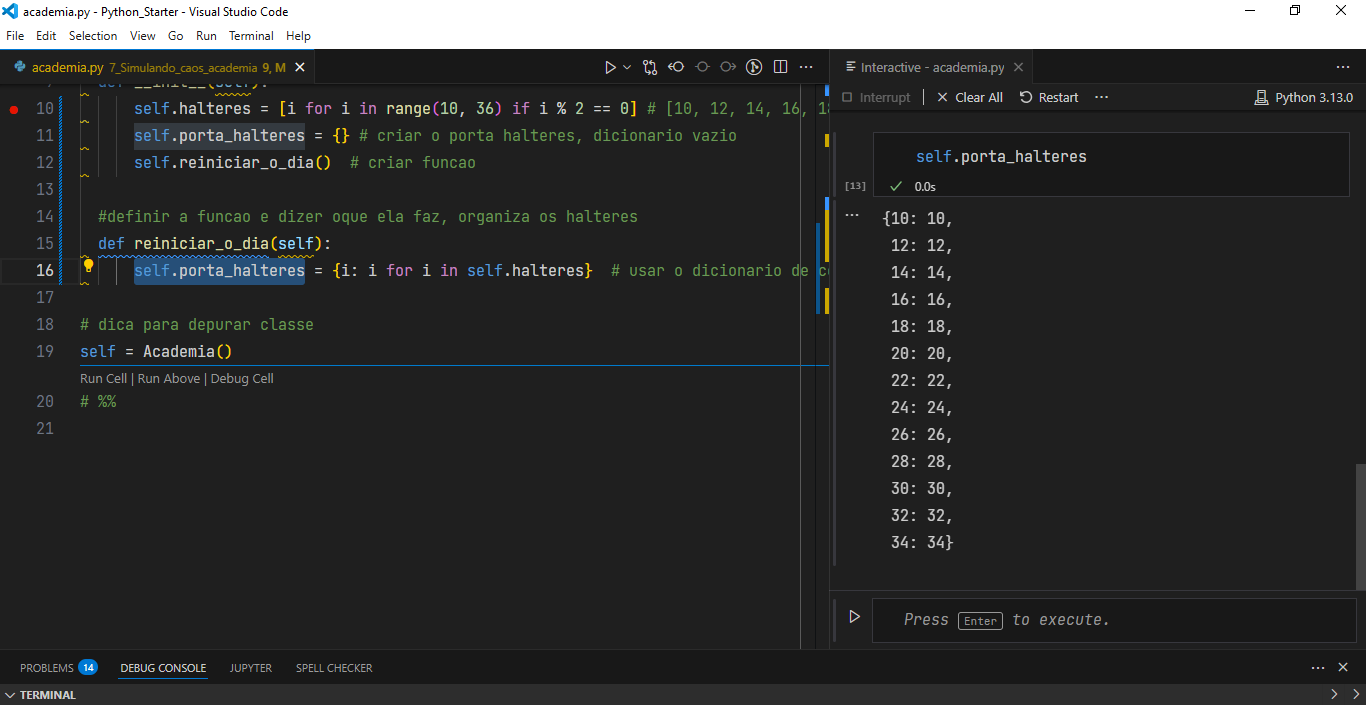 academia.py - Python_Starter - Visual Studio Code
File Edit Selection View Go Run Terminal Help
academia.py 7_Simulando_caos_academia 9, M
Interactive - academia.py
Interrupt | Clear All Restart ··· Python 3.13.0
def __init__(self):
10 self.halteres = [i for i in range(10, 36) if i % 2 == 0] # [10, 12, 14, 16, 18
11 self.porta_halteres = {} # criar o porta halteres, dicionario vazio
12 self.reiniciar_o_dia()  # criar funcao
13
14 #definir a funcao e dizer oque ela faz, organiza os halteres
15 def reiniciar_o_dia(self):
16 self.porta_halteres = {i: i for i in self.halteres}  # usar o dicionario de
17
18 # dica para depurar classe
19 self = Academia()
Run Cell | Run Above | Debug Cell
20 # %%
21
self.porta_halteres
[13] 0.0s
{10: 10,
12: 12,
14: 14,
16: 16,
18: 18,
20: 20,
22: 22,
24: 24,
26: 26,
28: 28,
30: 30,
32: 32,
34: 34}
Press Enter to execute.
PROBLEMS 14 DEBUG CONSOLE JUPYTER SPELL CHECKER
TERMINAL